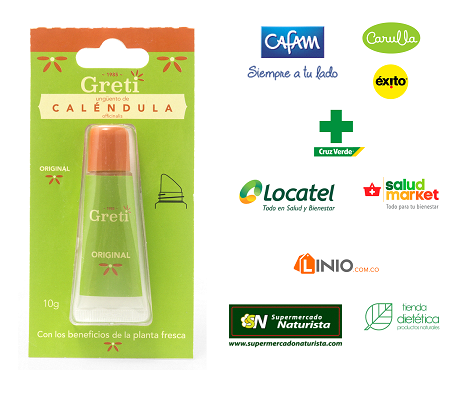 1985
Greti
ungüento de
CALÉNDULA
officinalis
ORIGINAL
Greti
ORIGINAL
10g
Con los beneficios de la planta fresca
CAFAM
Siempre a tu lado
Carulla
éxito
Cruz Verde
Locatel
Todo en Salud y Bienestar
salud
market
Todo para tu bienestar
LINIO.COM.CO
SN Supermercado
Naturista
www.supermercadonaturista.com
tienda
dietética
productos naturales